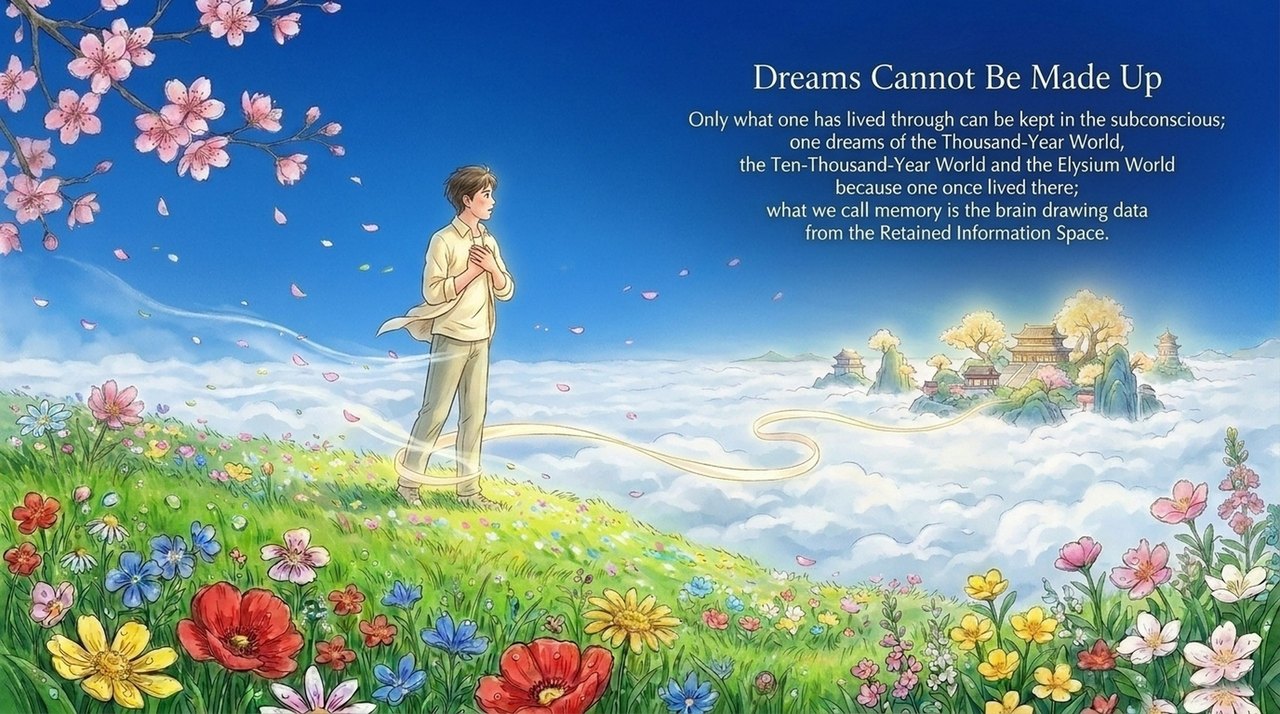 Dreams Cannot Be Made Up
Only what one has lived through can be kept in the subconscious;
one dreams of the Thousand-Year World,
the Ten-Thousand-Year World and the Elysium World
because one once lived there;
what we call memory is the brain drawing data
from the Retained Information Space.